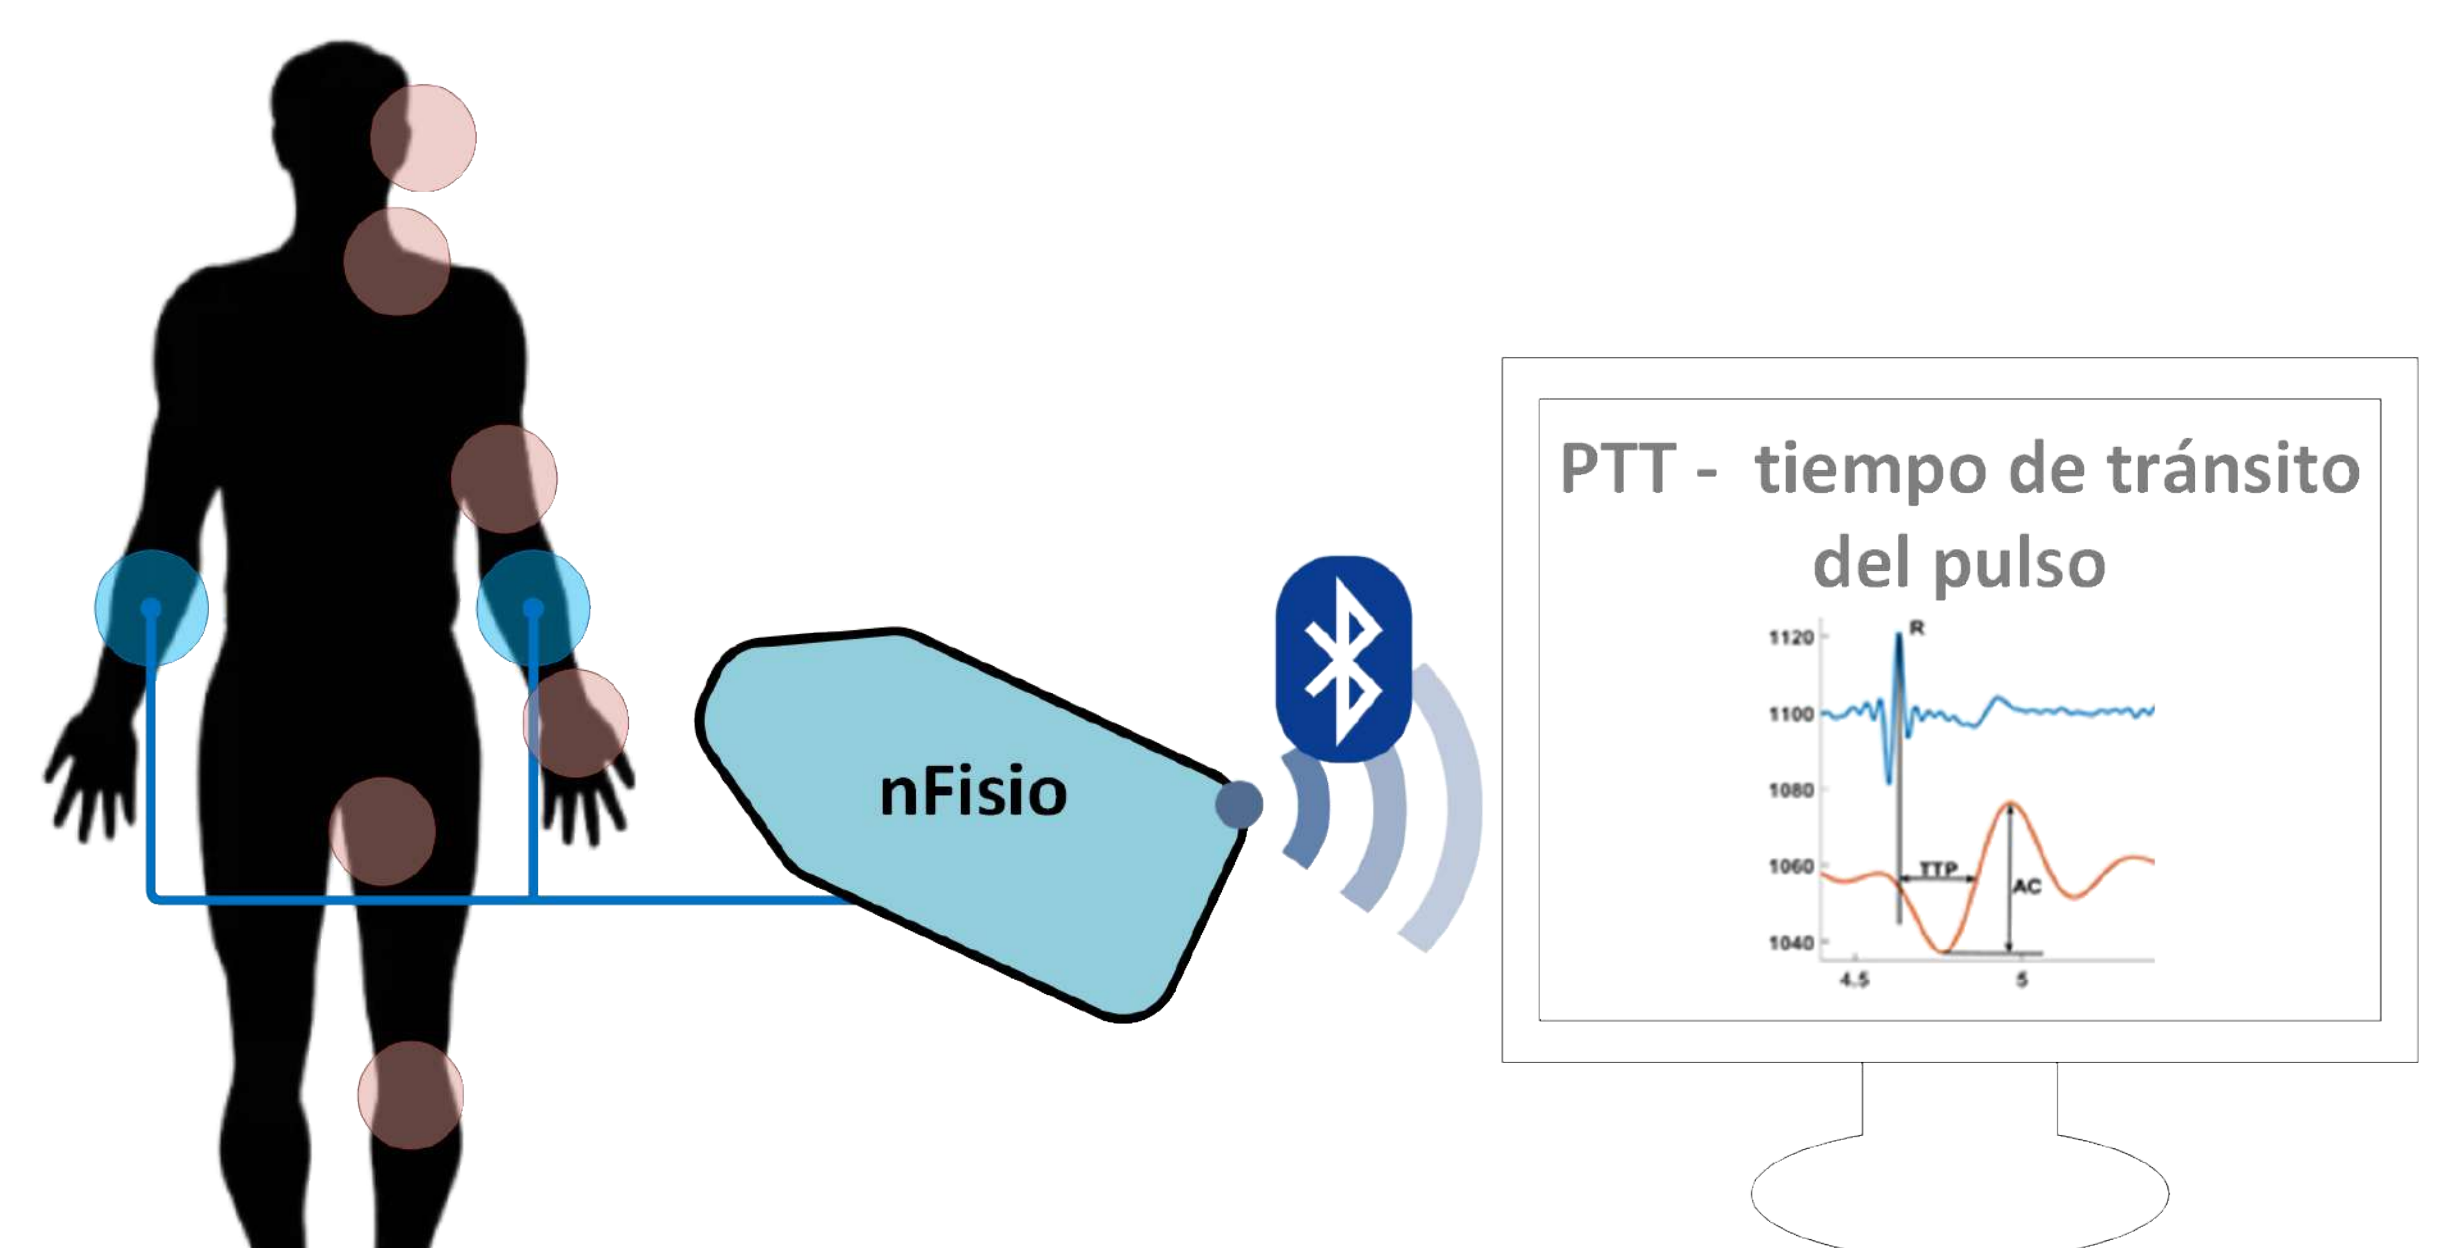 nFisio
PTT - tiempo de tránsito
del pulso
R
1120
1100
1080
1060
1040
TTP
AC
4.5
5